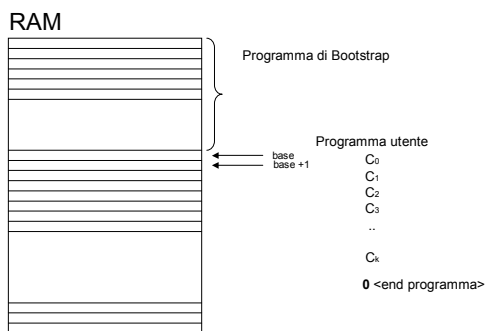 RAM
Programma di Bootstrap
base
base +1
Programma utente
C0
C1
C2
C3
..
Ck
0 <end programma>